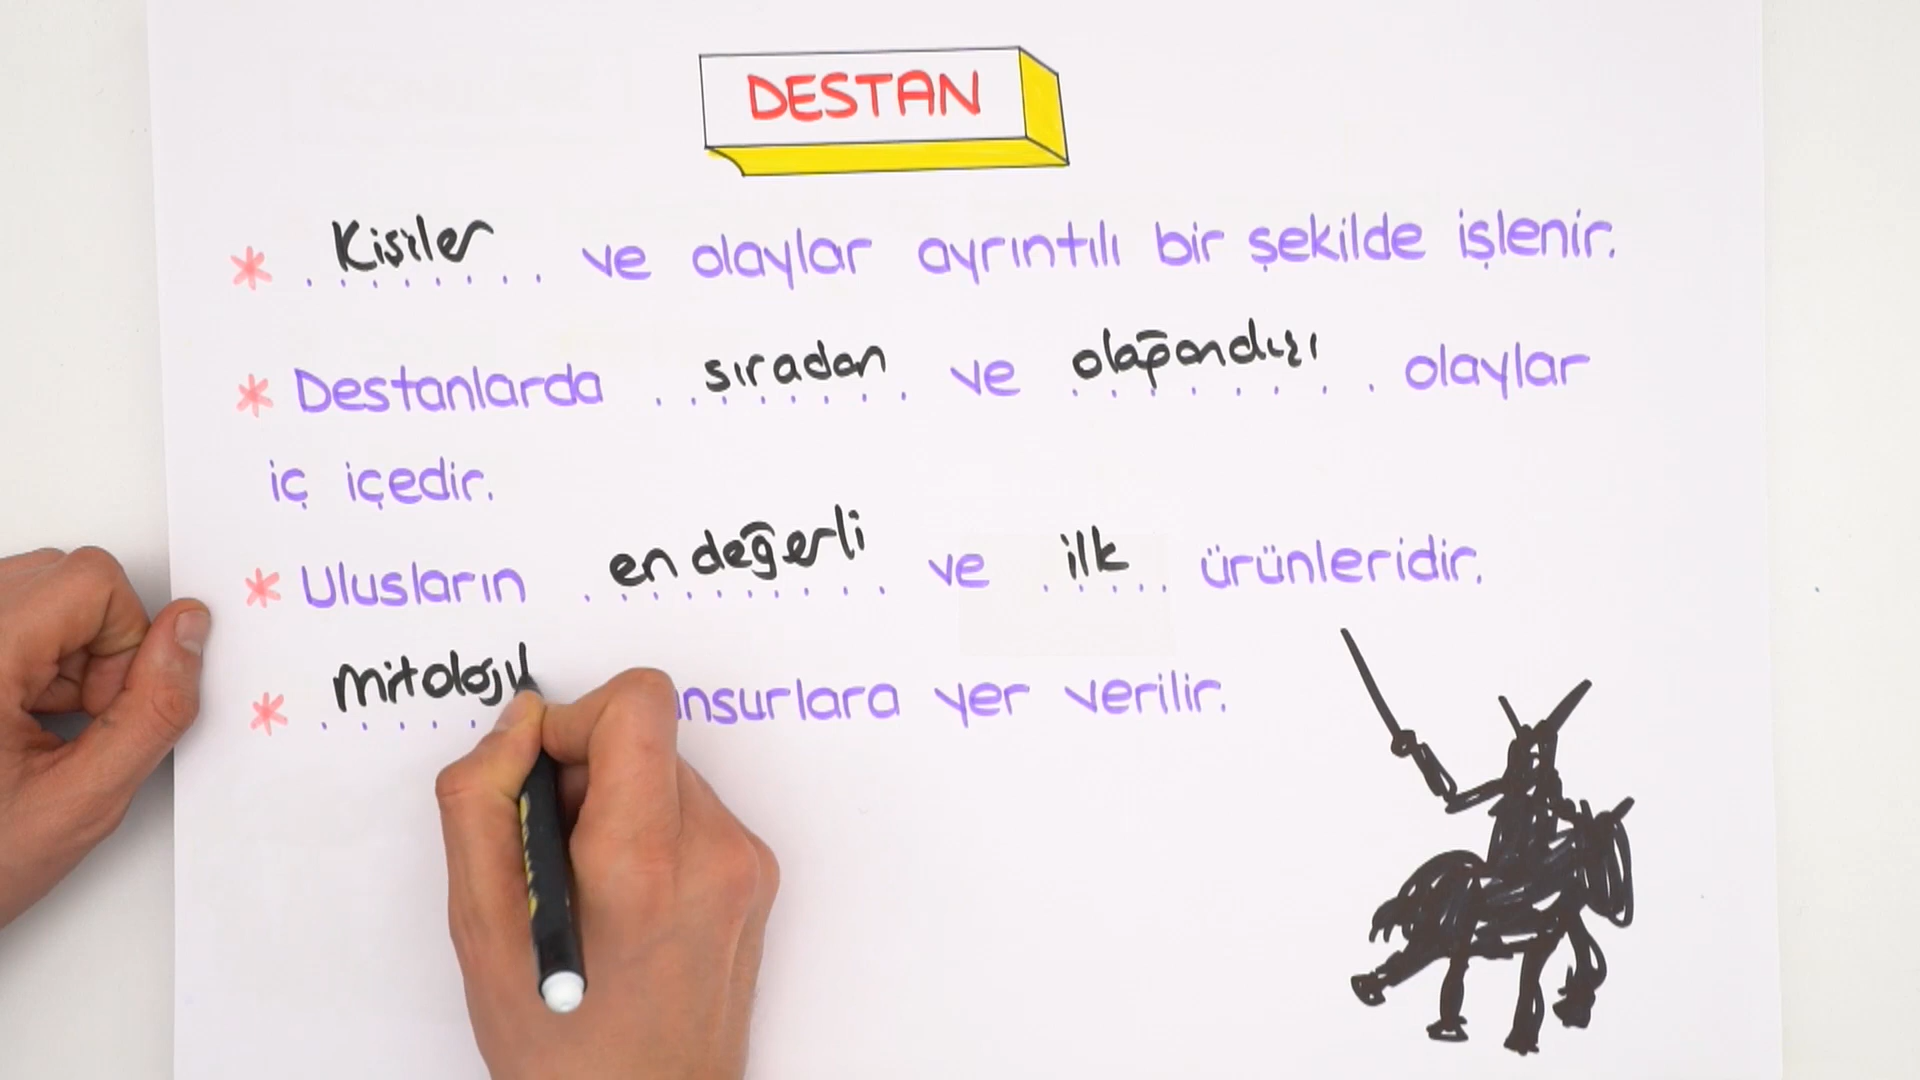 DESTAN
* Kişiler ve olaylar ayrıntılı bir şekilde işlenir.
* Destanlarda sıradan ve olağandışı olaylar
iç içedir.
* Ulusların en değerli ve ilk ürünleridir.
* mitoloji unsurlara yer verilir.